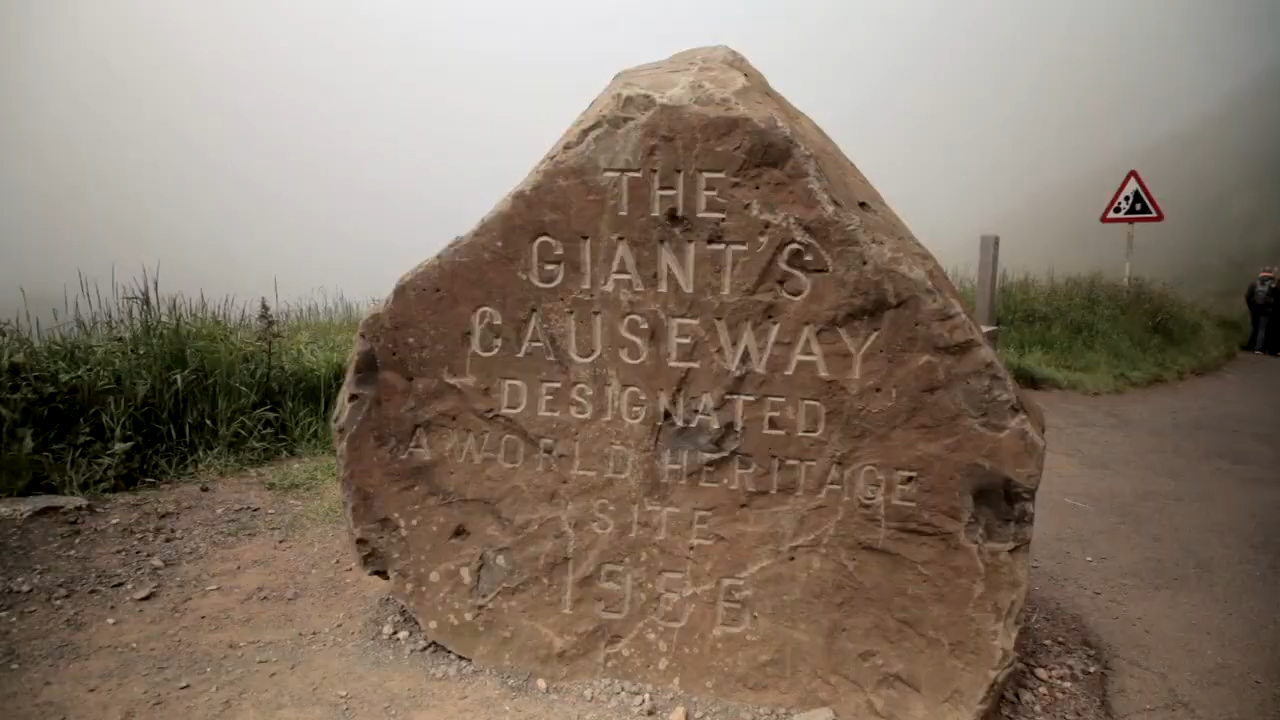 THE
GIANT'S
CAUSEWAY
DESIGNATED
A WORLD HERITAGE
SITE
1986